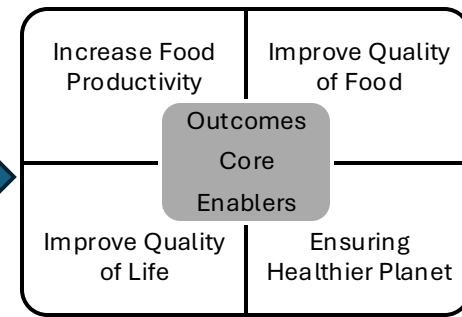 Increase Food
Productivity
Improve Quality
of Food
Outcomes
Core
Enablers
Improve Quality
of Life
Ensuring
Healthier Planet